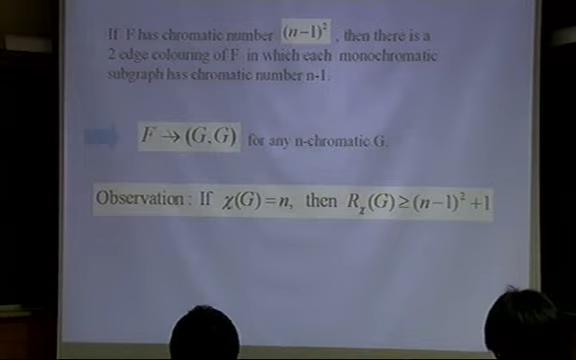 If F has chromatic number (n−1)², then there is a
2 edge colouring of F in which each monochromatic
subgraph has chromatic number n-1.
F → (G,G) for any n-chromatic G.
Observation : If χ(G) = n, then R_χ(G) ≥ (n−1)² + 1